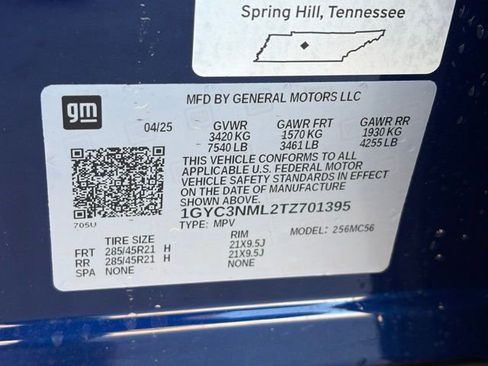 Spring Hill, Tennessee
gm
MFD BY GENERAL MOTORS LLC
04/25 GVWR GAWR FRT GAWR RR
3420 KG 1570 KG 1930 KG
7540 LB 3461 LB 4255 LB
THIS VEHICLE CONFORMS TO ALL
APPLICABLE U.S. FEDERAL MOTOR
VEHICLE SAFETY STANDARDS IN EFFECT
ON THE DATE OF MANUFACTURE
SHOWN ABOVE.
1GYC3NML2TZ701395
705U TYPE: MPV MODEL: 256MC56
TIRE SIZE RIM
FRT 285/45R21 H 21X9.5J
RR 285/45R21 H 21X9.5J
SPA NONE NONE